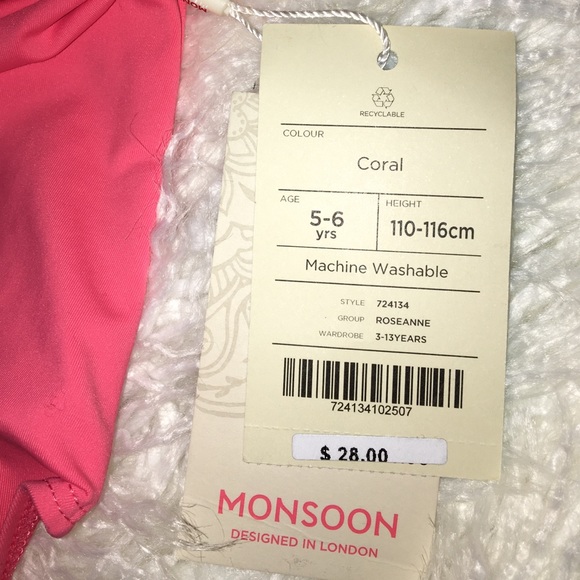 RECYCLABLE
COLOUR
Coral
AGE
5-6
yrs
HEIGHT
110-116cm
Machine Washable
STYLE 724134
GROUP ROSEANNE
WARDROBE 3-13YEARS
724134102507
$ 28.00
MONSOON
DESIGNED IN LONDON